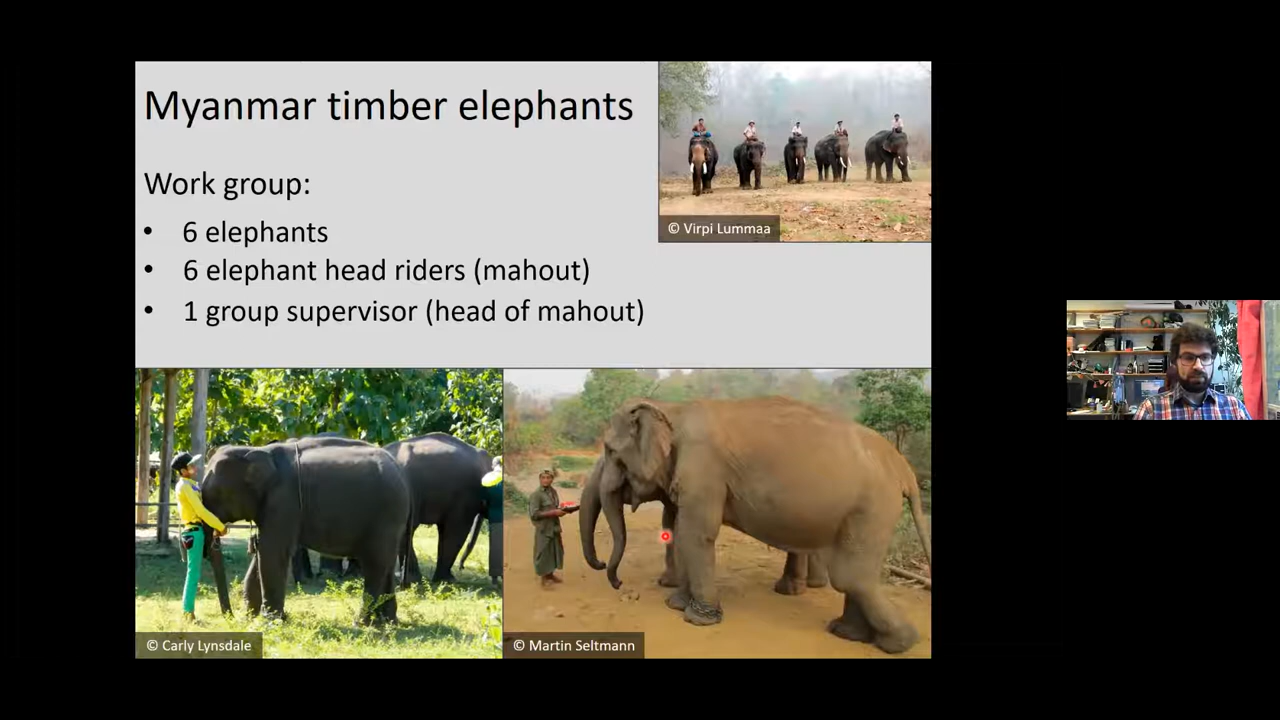 Myanmar timber elephants
Work group:
• 6 elephants
• 6 elephant head riders (mahout)
• 1 group supervisor (head of mahout)
© Virpi Lummaa
© Carly Lynsdale
© Martin Seltmann